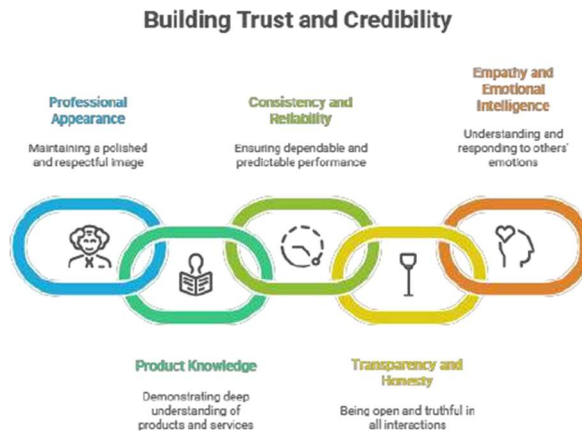 Building Trust and Credibility
Professional
Appearance
Maintaining a polished
and respectful image
Consistency and
Reliability
Ensuring dependable and
predictable performance
Empathy and
Emotional
Intelligence
Understanding and
responding to others'
emotions
Product Knowledge
Demonstrating deep
understanding of
products and services
Transparency and
Honesty
Being open and truthful in
all interactions